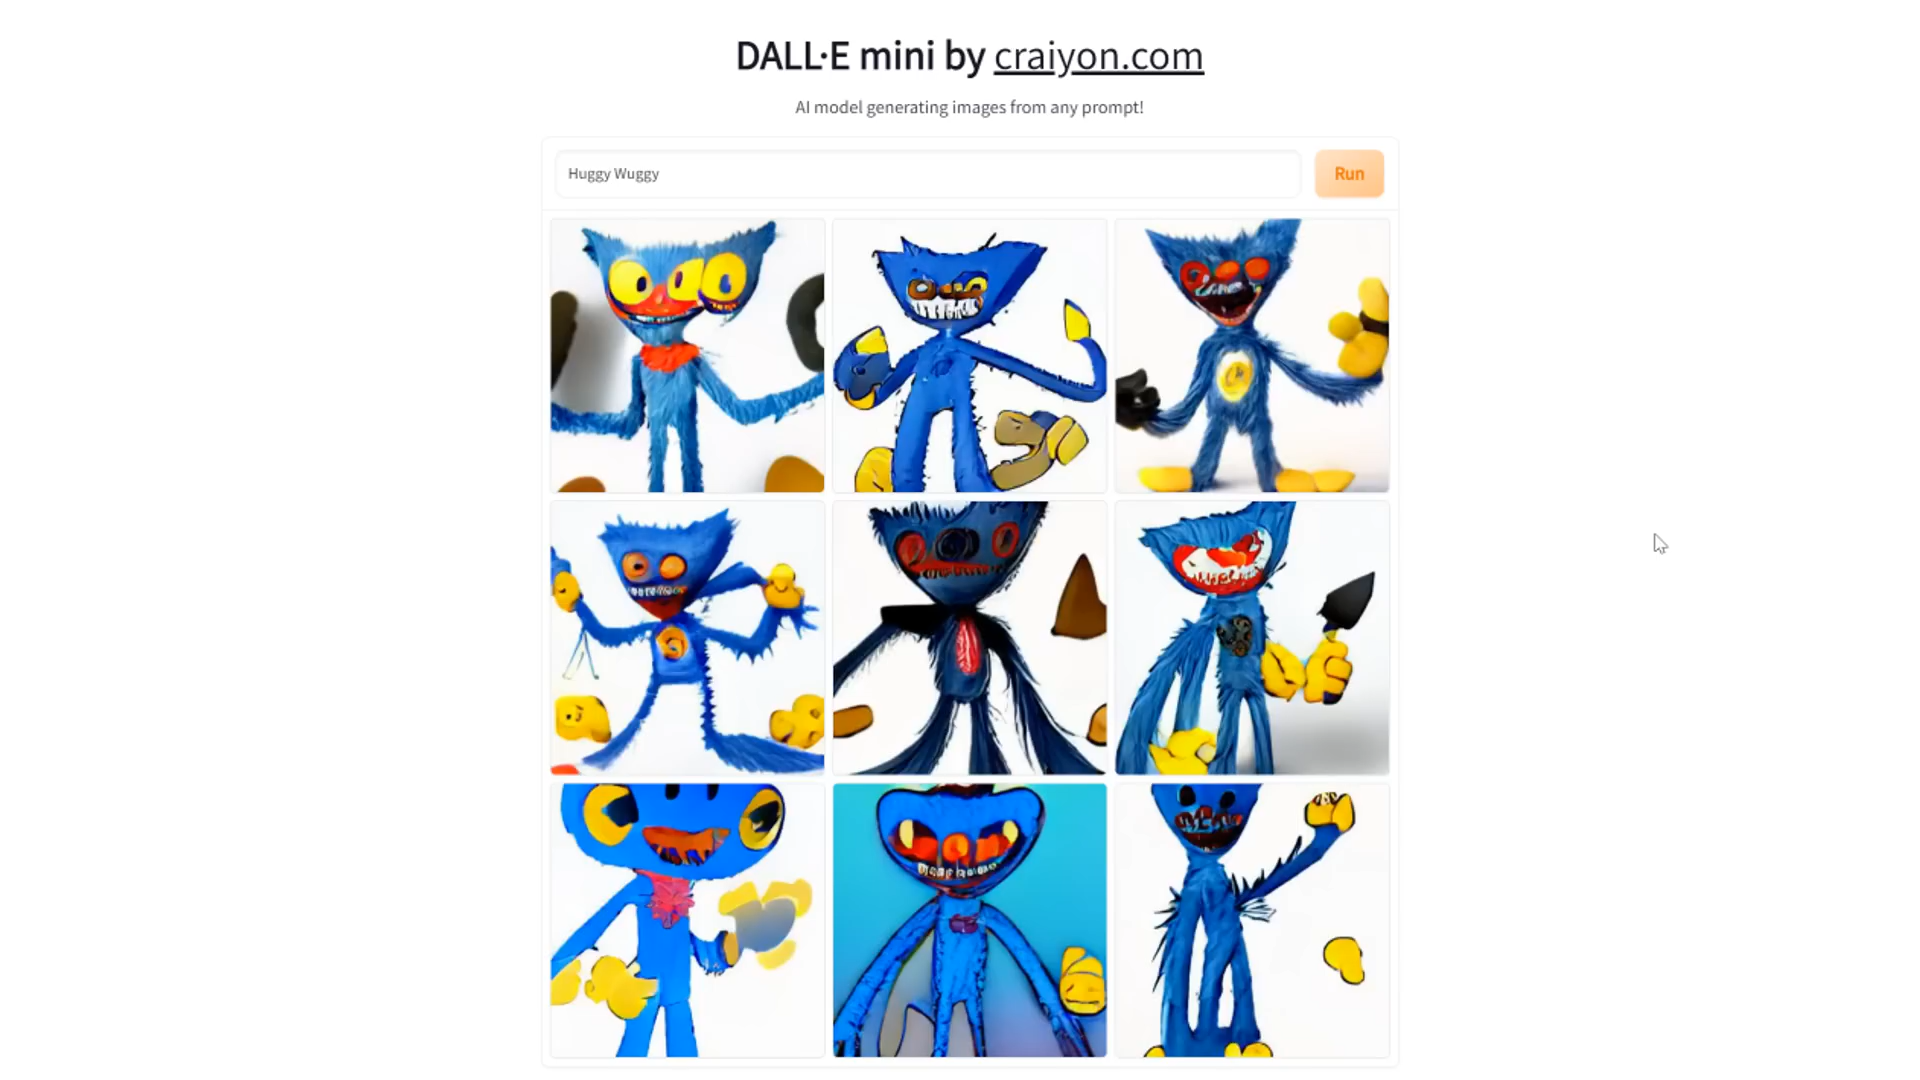 DALL·E mini by craiyon.com
AI model generating images from any prompt!
Huggy Wuggy
Run